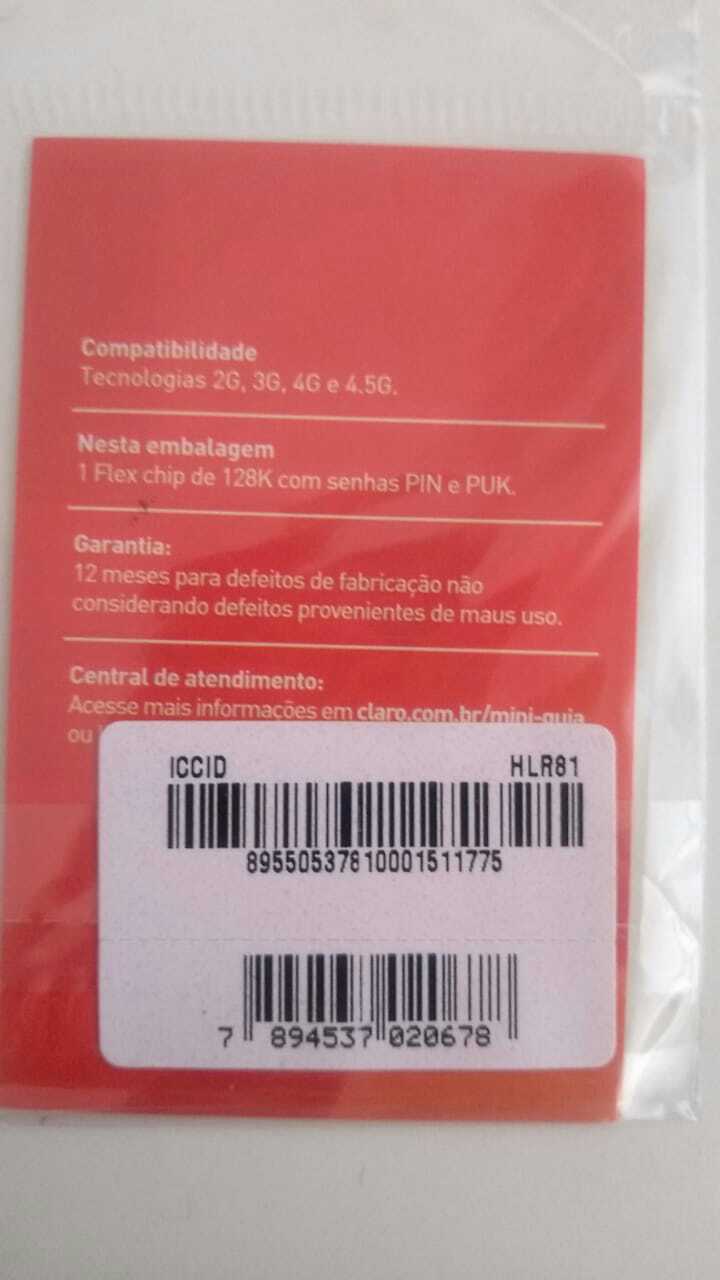 Compatibilidade
Tecnologias 2G, 3G, 4G e 4.5G.
Nesta embalagem
1 Flex chip de 128K com senhas PIN e PUK.
Garantia:
12 meses para defeitos de fabricação não
considerando defeitos provenientes de maus uso.
Central de atendimento:
Acesse mais informações em claro.com.br/mini-guia
ou
ICCID HLR81
89550537810001511775
7 894537 020678